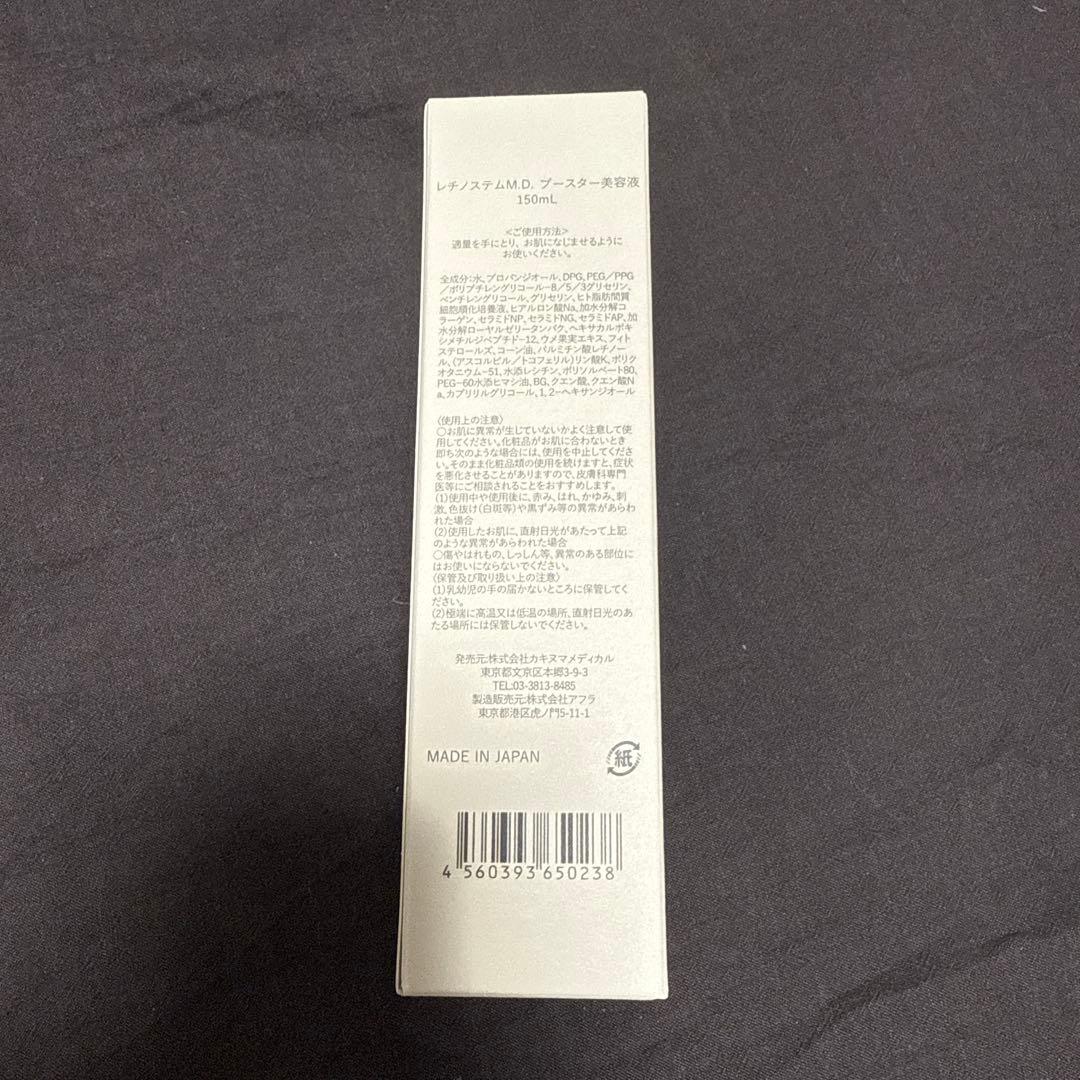 レチノステムM.D. ブースター美容液
150mL
<ご使用方法>
適量を手にとり、お肌になじませるように
お使いください。
全成分:水、プロパンジオール、DPG、PEG/PPG
/ポリブチレングリコール-8/5/3グリセリン、
ペンチレングリコール、グリセリン、ヒト脂肪間質
細胞順化培養液、ヒアルロン酸Na、加水分解コ
ラーゲン、セラミドNP、セラミドNG、セラミドAP、加
水分解ローヤルゼリータンパク、ヘキサカルボキ
シメチルジペプチド-12、ウメ果実エキス、フィト
ステロールズ、コーン油、パルミチン酸レチノー
ル、(アスコルビル/トコフェリル)リン酸K、ポリク
オタニウム-51、水添レシチン、ポリソルベート80、
PEG-60水添ヒマシ油、BG、クエン酸、クエン酸N
a、カプリリルグリコール、1,2-ヘキサンジオール
〈使用上の注意〉
○お肌に異常が生じていないかよく注意して使
用してください。化粧品がお肌に合わないとき
即ち次のような場合には、使用を中止してくださ
い。そのまま化粧品類の使用を続けますと、症状
を悪化させることがありますので、皮膚科専門
医等にご相談されることをおすすめします。
(1)使用中や使用後に、赤み、はれ、かゆみ、刺
激、色抜け(白斑等)や黒ずみ等の異常があらわ
れた場合
(2)使用したお肌に、直射日光があたって上記
のような異常があらわれた場合
○傷やはれもの、しっしん等、異常のある部位に
はお使いにならないでください。
〈保管及び取り扱い上の注意〉
(1)乳幼児の手の届かないところに保管してく
ださい。
(2)極端に高温又は低温の場所、直射日光のあ
たる場所には保管しないでください。
発売元:株式会社カキヌマメディカル
東京都文京区本郷3-9-3
TEL:03-3813-8485
製造販売元:株式会社アフラ
東京都港区虎ノ門5-11-1
MADE IN JAPAN
紙
4 560393 650238